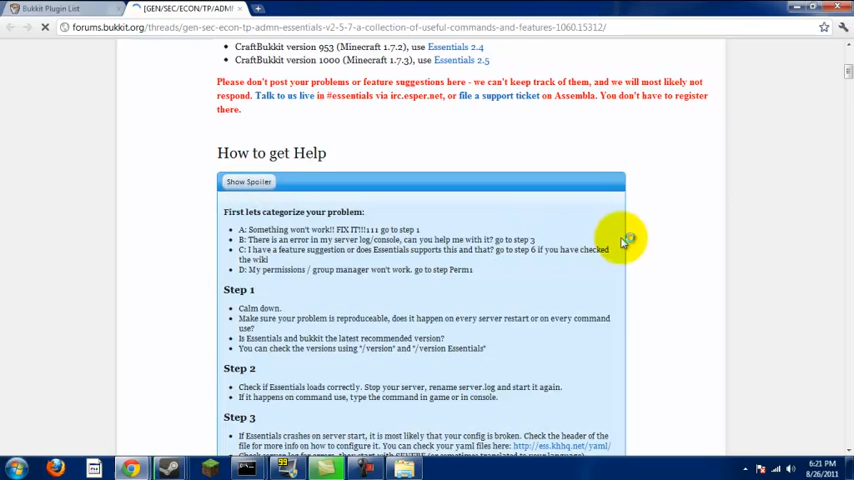 Bukkit Plugin List
[GEN/SEC/ECON/TP/ADMI
forums.bukkit.org/threads/gen-sec-econ-tp-admn-essentials-v2-5-7-a-collection-of-useful-commands-and-features-1060.15312/
CraftBukkit version 953 (Minecraft 1.7.2), use Essentials 2.4
CraftBukkit version 1000 (Minecraft 1.7.3), use Essentials 2.5
Please don't post your problems or feature suggestions here - we can't keep track of them, and we will most likely not
respond. Talk to us live in #essentials via irc.esper.net, or file a support ticket on Assembla. You don't have to register
there.
How to get Help
Show Spoiler
First lets categorize your problem:
A: Something won't work!! FIX IT!!!111 go to step 1
B: There is an error in my server log/console, can you help me with it? go to step 3
C: I have a feature suggestion or does Essentials supports this and that? go to step 6 if you have checked
the wiki
D: My permissions / group manager won't work. go to step Perm1
Step 1
Calm down.
Make sure your problem is reproduceable, does it happen on every server restart or on every command
use?
Is Essentials and bukkit the latest recommended version?
You can check the versions using "/version" and "/version Essentials"
Step 2
Check if Essentials loads correctly. Stop your server, rename server.log and start it again.
If it happens on command use, type the command in game or in console.
Step 3
If Essentials crashes on server start, it is most likely that your config is broken. Check the header of the
file for more info on how to configure it. You can check your yaml files here: http://ess.khhq.net/yaml/
6:21 PM
8/26/2011